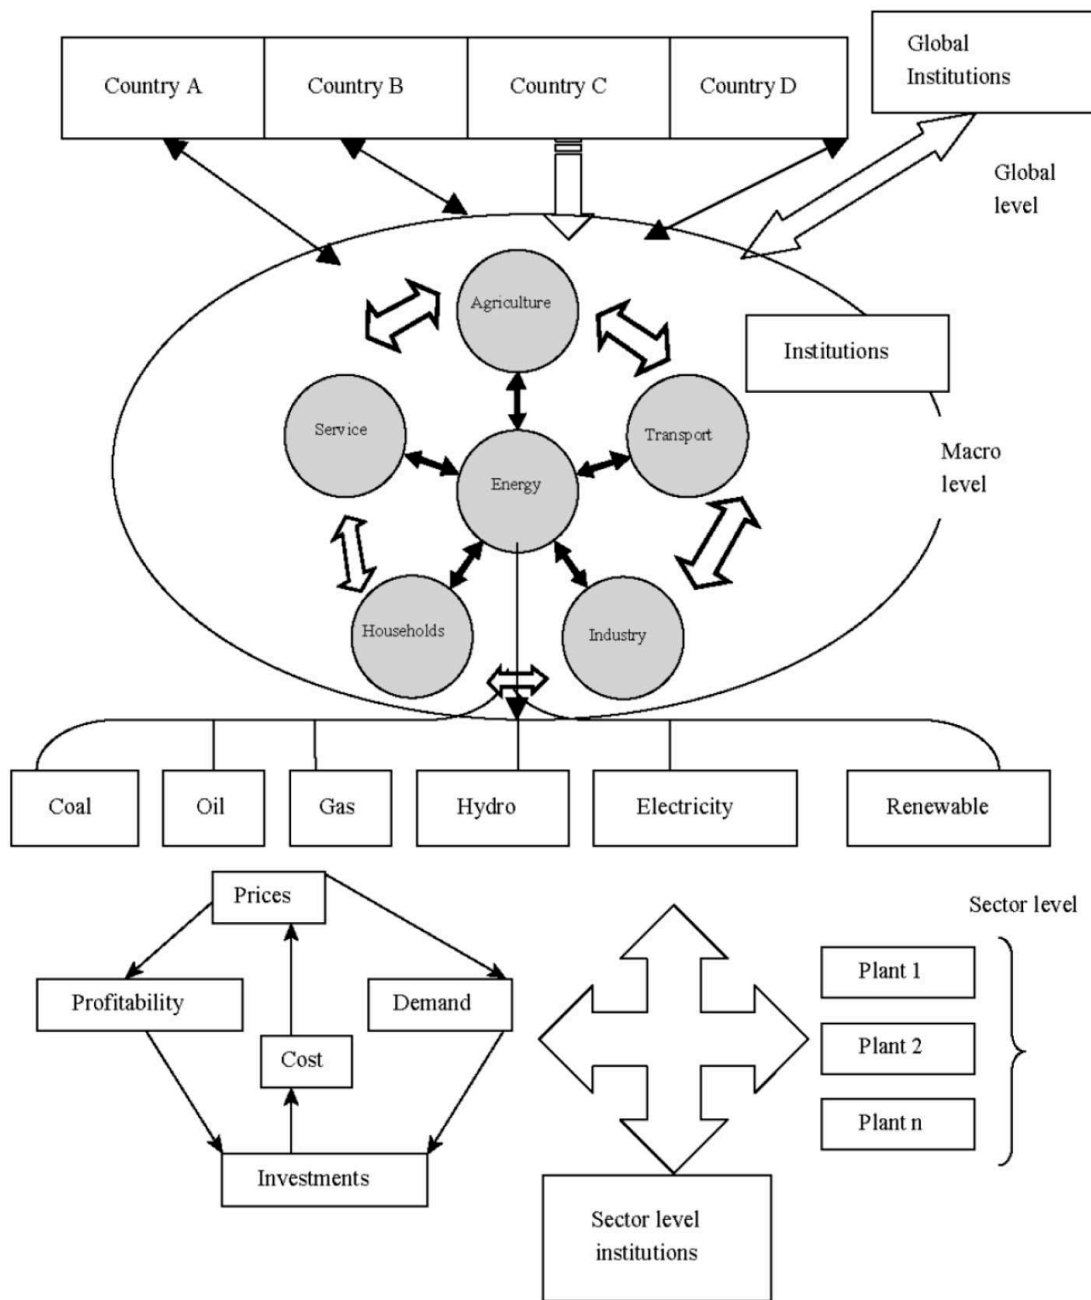 Country A
Country B
Country C
Country D
Global
Institutions
Global
level
Agriculture
Institutions
Service
Transport
Energy
Macro
level
Households
Industry
Coal
Oil
Gas
Hydro
Electricity
Renewable
Prices
Sector level
Profitability
Demand
Plant 1
Cost
Plant 2
Plant n
Investments
Sector level
institutions